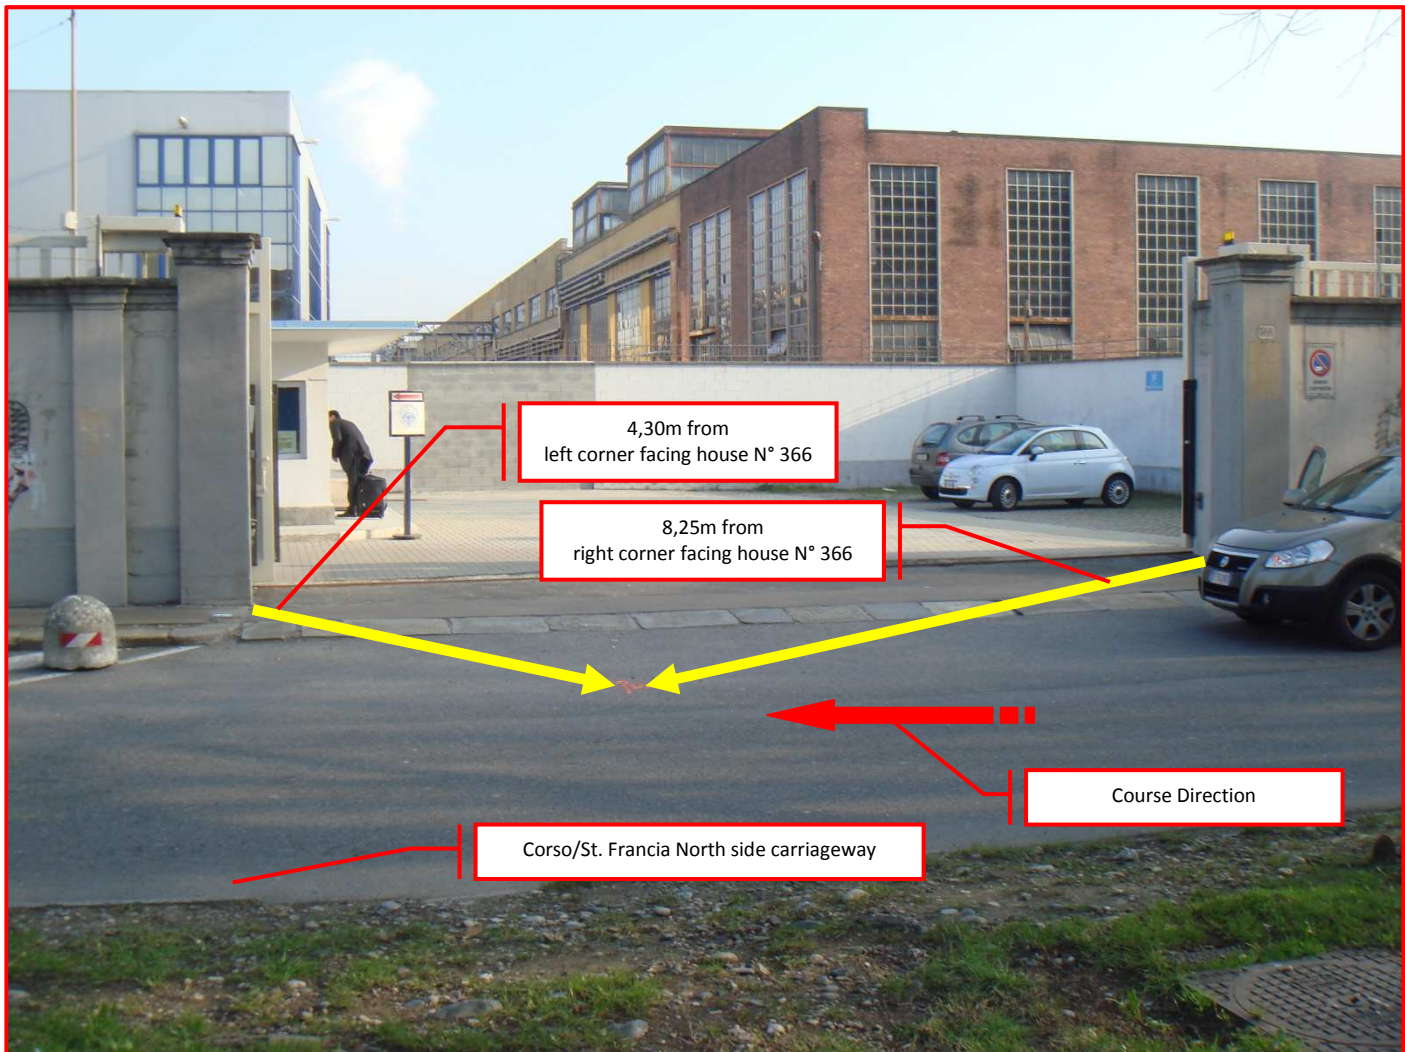 4,30m from
left corner facing house N° 366
8,25m from
right corner facing house N° 366
Course Direction
Corso/St. Francia North side carriageway